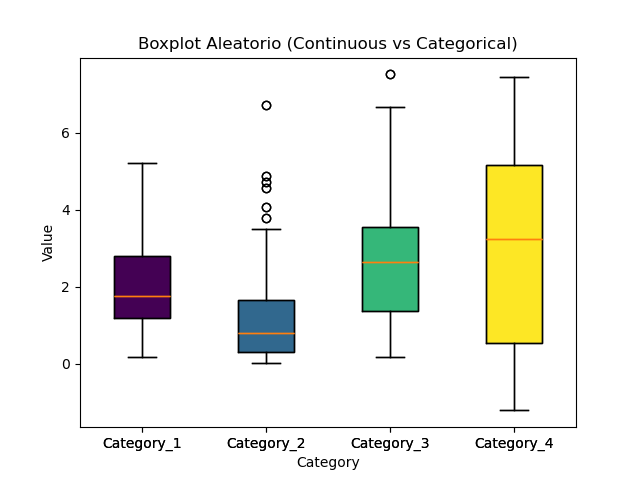 Boxplot Aleatorio (Continuous vs Categorical)
Value
6
4
2
0
Category_1 Category_2 Category_3 Category_4
Category